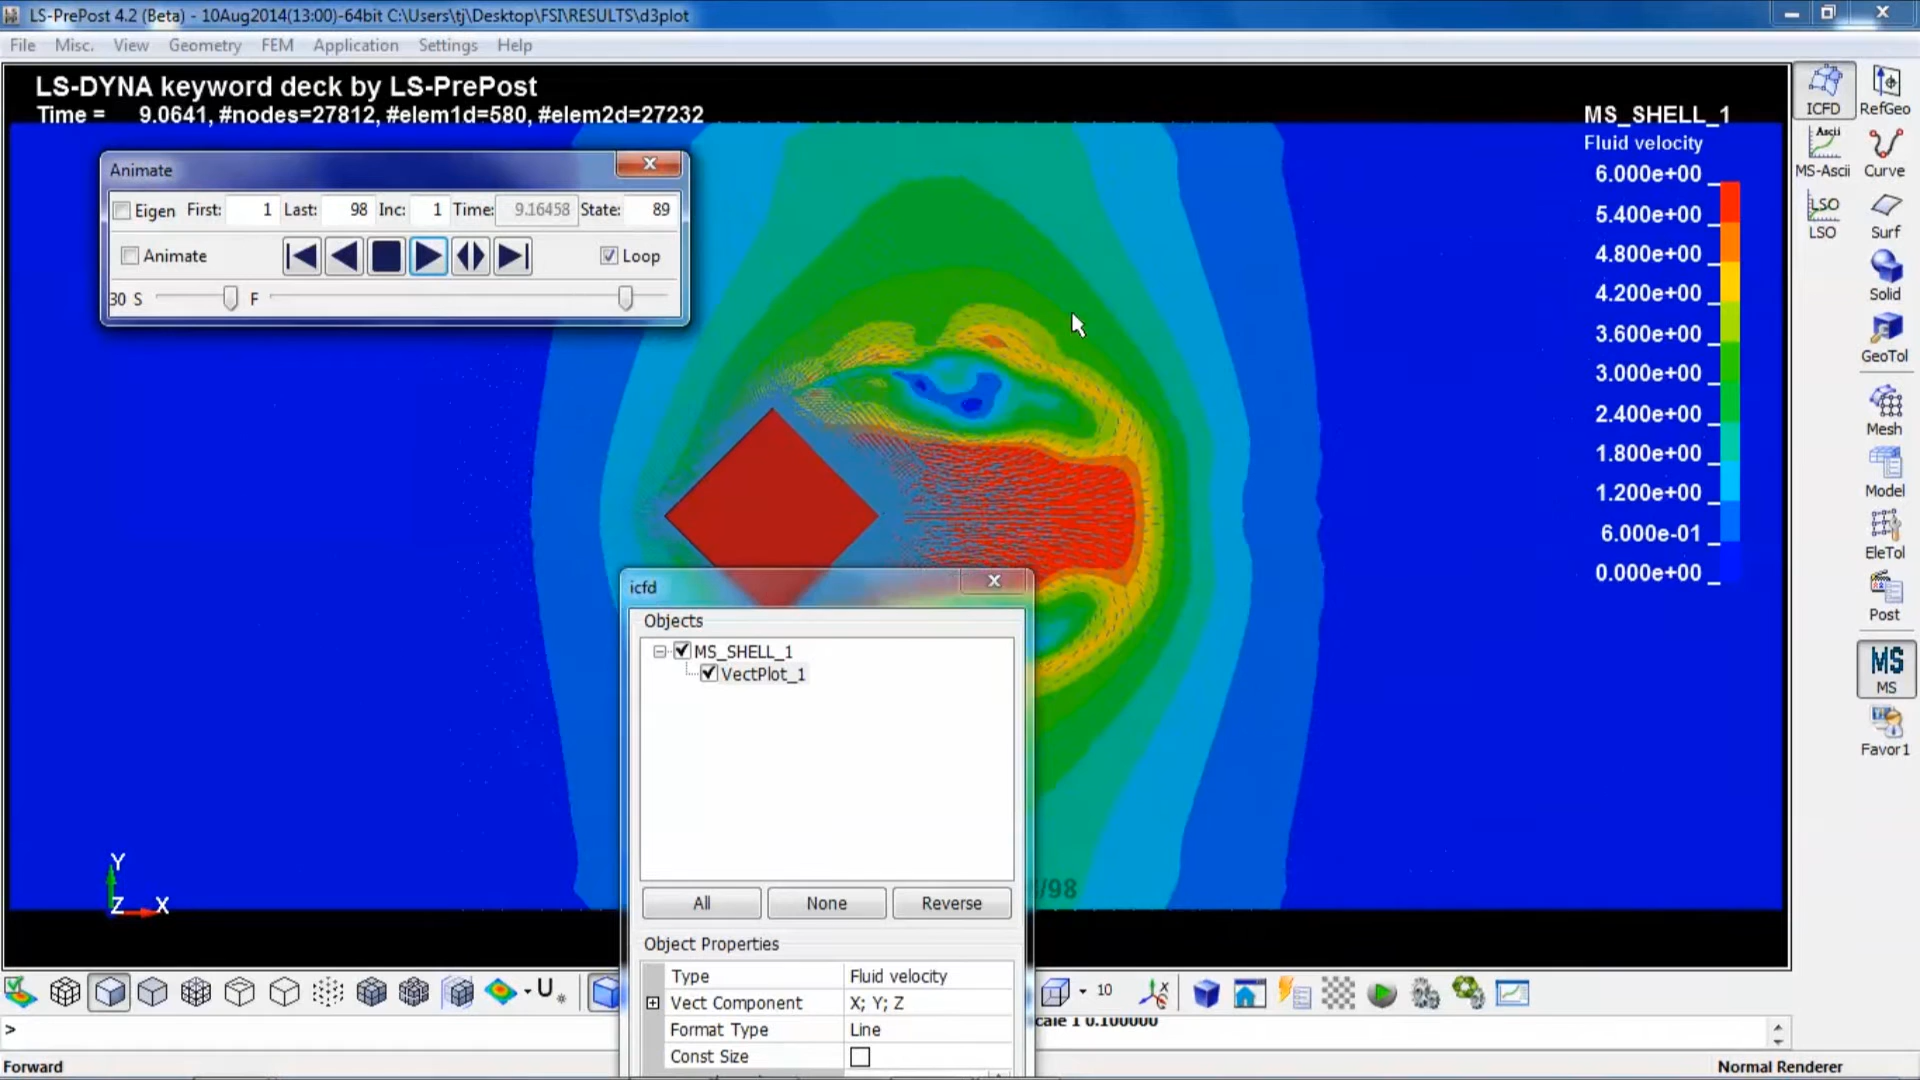 LS-PrePost 4.2 (Beta) - 10Aug2014(13:00)-64bit C:\Users\tj\Desktop\FSI\RESULTS\d3plot
File Misc. View Geometry FEM Application Settings Help
LS-DYNA keyword deck by LS-PrePost
Time = 9.0641, #nodes=27812, #elem1d=580, #elem2d=27232
MS_SHELL_1
Fluid velocity
6.000e+00
5.400e+00
4.800e+00
4.200e+00
3.600e+00
3.000e+00
2.400e+00
1.800e+00
1.200e+00
6.000e-01
0.000e+00
Animate
Eigen First: 1 Last: 98 Inc: 1 Time: 9.16458 State: 89
Animate Loop
30 S F
icfd
Objects
MS_SHELL_1
VectPlot_1
All None Reverse
Object Properties
Type Fluid velocity
Vect Component X; Y; Z
Format Type Line
Const Size
/98
Y
Z X
ICFD RefGeo
Ascii
MS-Ascii Curve
LSO
LSO Surf
Solid
GeoTol
Mesh
Model
EleTol
Post
MS
MS
Favor1
U
10
>
cale 1 0.100000
Forward
Normal Renderer